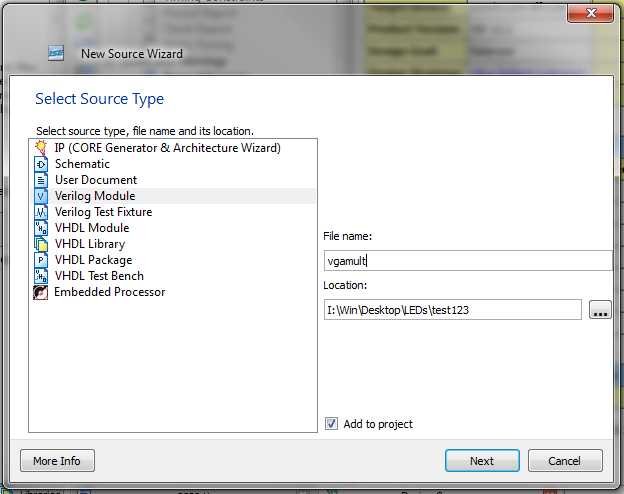 New Source Wizard
Select Source Type
Select source type, file name and its location.
IP (CORE Generator & Architecture Wizard)
Schematic
User Document
Verilog Module
Verilog Test Fixture
VHDL Module
VHDL Library
VHDL Package
VHDL Test Bench
Embedded Processor
File name:
vgamult
Location:
I:\Win\Desktop\LEDs\test123
...
Add to project
More Info
Next
Cancel